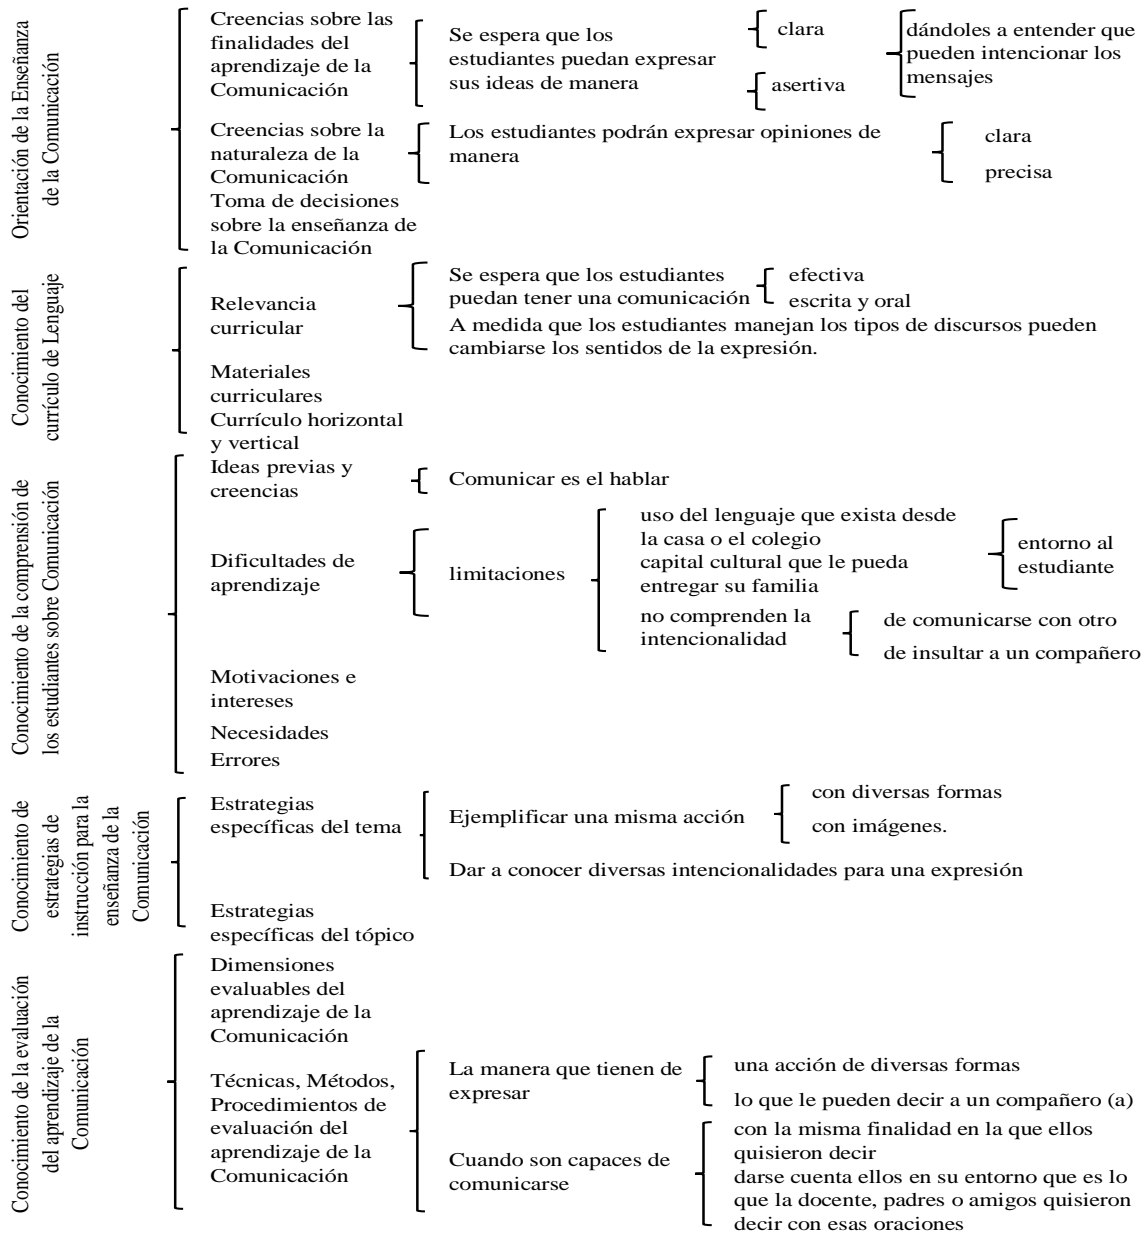 Orientación de la Enseñanza
de la Comunicación
Creencias sobre las
finalidades del
aprendizaje de la
Comunicación
Se espera que los
estudiantes puedan expresar
sus ideas de manera
clara
asertiva
dándoles a entender que
pueden intencionar los
mensajes
Creencias sobre la
naturaleza de la
Comunicación
Los estudiantes podrán expresar opiniones de
manera
clara
precisa
Toma de decisiones
sobre la enseñanza de
la Comunicación
Conocimiento del
currículo de Lenguaje
Relevancia
curricular
Se espera que los estudiantes
puedan tener una comunicación
efectiva
escrita y oral
A medida que los estudiantes manejan los tipos de discursos pueden
cambiarse los sentidos de la expresión.
Materiales
curriculares
Currículo horizontal
y vertical
Conocimiento de la comprensión de
los estudiantes sobre Comunicación
Ideas previas y
creencias
Comunicar es el hablar
Dificultades de
aprendizaje
limitaciones
uso del lenguaje que exista desde
la casa o el colegio
capital cultural que le pueda
entregar su familia
entorno al
estudiante
no comprenden la
intencionalidad
de comunicarse con otro
de insultar a un compañero
Motivaciones e
intereses
Necesidades
Errores
Conocimiento de
estrategias de
instrucción para la
enseñanza de la
Comunicación
Estrategias
específicas del tema
Ejemplificar una misma acción
con diversas formas
con imágenes.
Dar a conocer diversas intencionalidades para una expresión
Estrategias
específicas del tópico
Conocimiento de la evaluación
del aprendizaje de la
Comunicación
Dimensiones
evaluables del
aprendizaje de la
Comunicación
Técnicas, Métodos,
Procedimientos de
evaluación del
aprendizaje de la
Comunicación
La manera que tienen de
expresar
una acción de diversas formas
lo que le pueden decir a un compañero (a)
Cuando son capaces de
comunicarse
con la misma finalidad en la que ellos
quisieron decir
darse cuenta ellos en su entorno que es lo
que la docente, padres o amigos quisieron
decir con esas oraciones